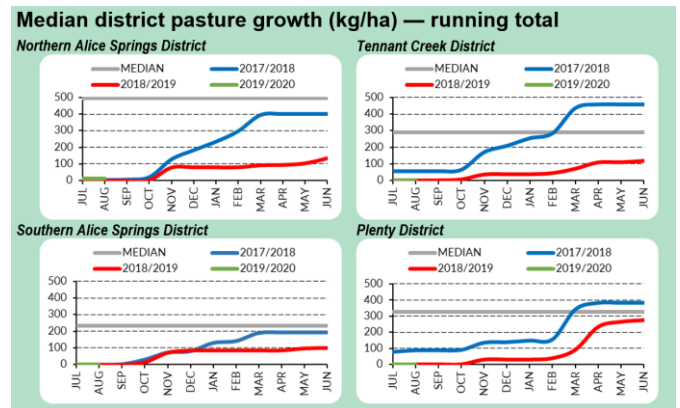 Median district pasture growth (kg/ha) — running total
Northern Alice Springs District
MEDIAN 2017/2018
2018/2019 2019/2020
500
400
300
200
100
0
JUL AUG SEP OCT NOV DEC JAN FEB MAR APR MAY JUN
Tennant Creek District
MEDIAN 2017/2018
2018/2019 2019/2020
500
400
300
200
100
0
JUL AUG SEP OCT NOV DEC JAN FEB MAR APR MAY JUN
Southern Alice Springs District
MEDIAN 2017/2018
2018/2019 2019/2020
500
400
300
200
100
0
JUL AUG SEP OCT NOV DEC JAN FEB MAR APR MAY JUN
Plenty District
MEDIAN 2017/2018
2018/2019 2019/2020
500
400
300
200
100
0
JUL AUG SEP OCT NOV DEC JAN FEB MAR APR MAY JUN